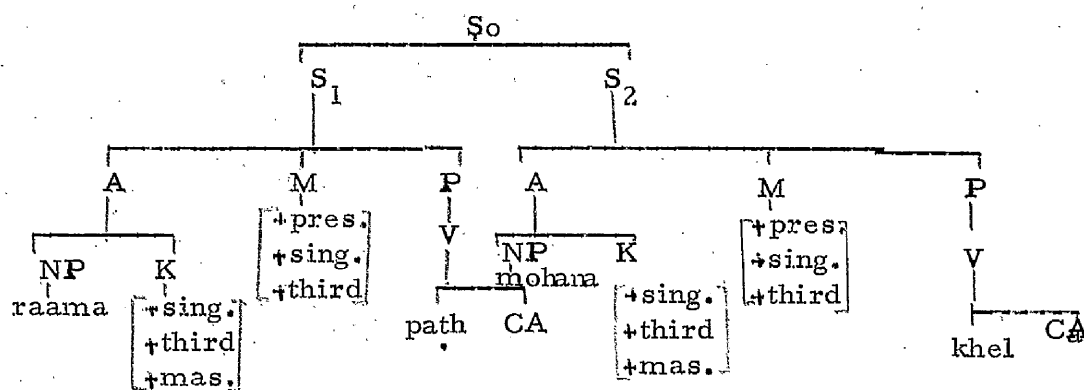 So
S1 S2
A M P A M P
[+pres. +sing. +third] V [+pres. +sing. +third]
NP K NP K V
raama [+sing. +third +mas.] mohana [+sing. +third +mas.]
path CA khel CA